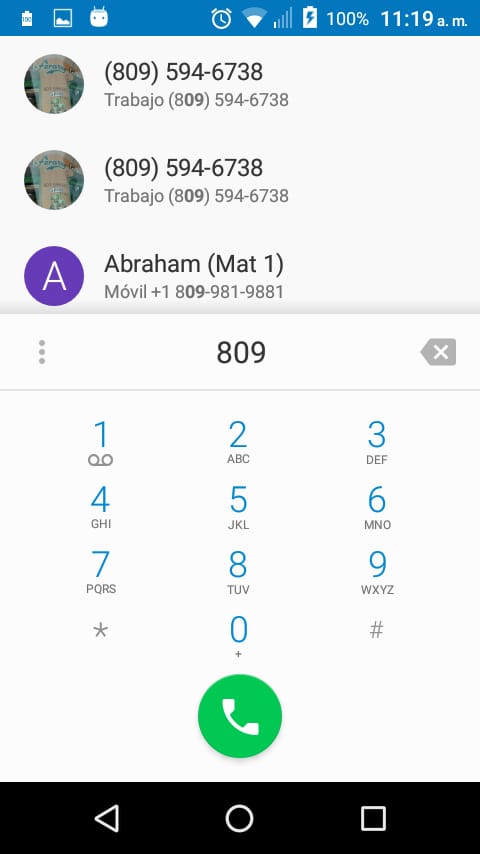 100
100% 11:19 a. m.
(809) 594-6738
Trabajo (809) 594-6738
(809) 594-6738
Trabajo (809) 594-6738
A
Abraham (Mat 1)
Móvil +1 809-981-9881
809
1 2 3
ABC DEF
4 5 6
GHI JKL MNO
7 8 9
PQRS TUV WXYZ
* 0 #
+